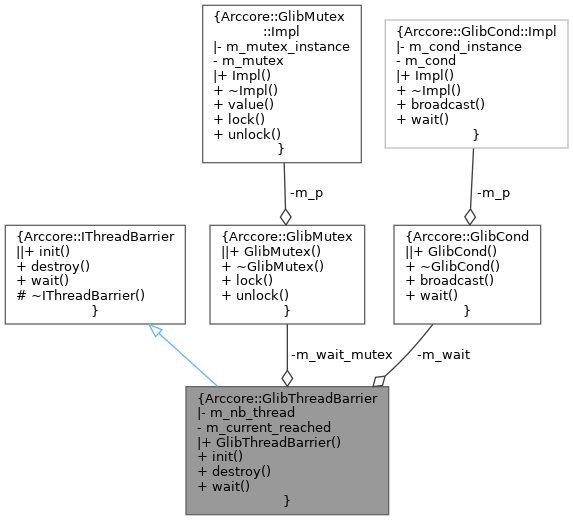 {Arccore::GlibMutex
::Impl
|- m_mutex_instance
- m_mutex
|+ Impl()
+ ~Impl()
+ value()
+ lock()
+ unlock()
}
{Arccore::GlibCond::Impl
|- m_cond_instance
- m_cond
|+ Impl()
+ ~Impl()
+ broadcast()
+ wait()
}
-m_p
-m_p
{Arccore::IThreadBarrier
||+ init()
+ destroy()
+ wait()
# ~IThreadBarrier()
}
{Arccore::GlibMutex
||+ GlibMutex()
+ ~GlibMutex()
+ lock()
+ unlock()
}
{Arccore::GlibCond
||+ GlibCond()
+ ~GlibCond()
+ broadcast()
+ wait()
}
-m_wait_mutex
-m_wait
{Arccore::GlibThreadBarrier
|- m_nb_thread
- m_current_reached
|+ GlibThreadBarrier()
+ init()
+ destroy()
+ wait()
}